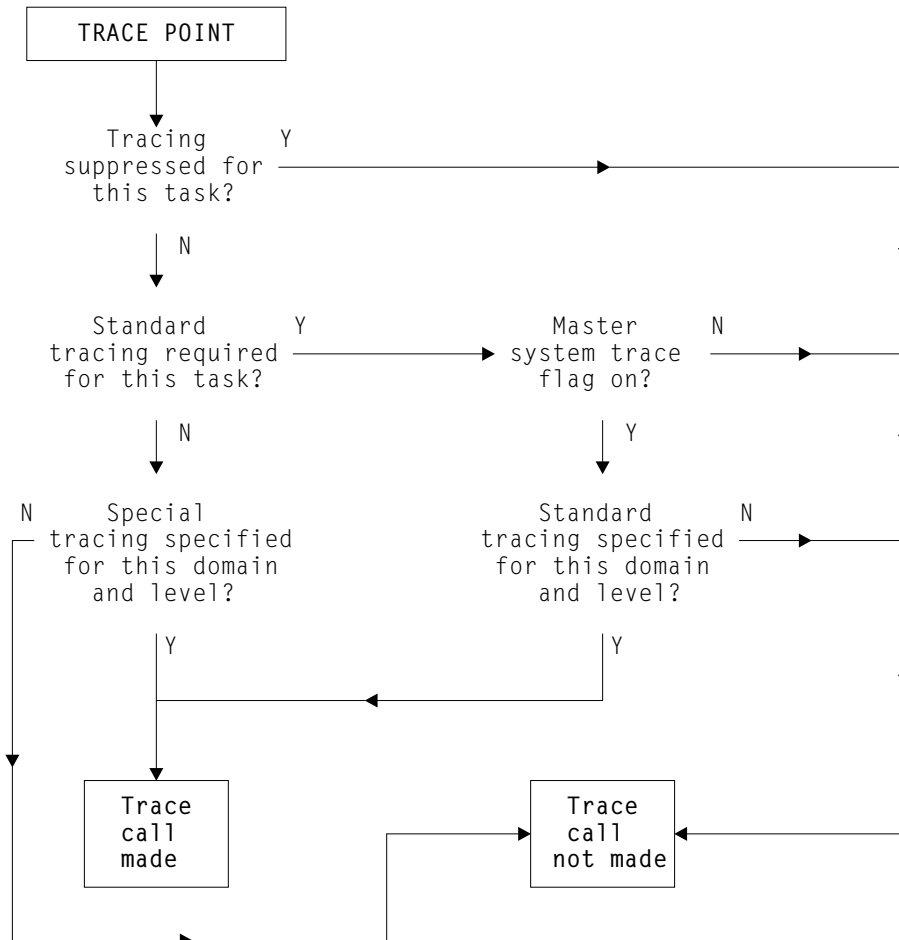 TRACE POINT
Tracing Y
suppressed for
this task?
N
Standard Y
tracing required
for this task?
Master N
system trace
flag on?
N
Y
N Special
tracing specified
for this domain
and level?
Standard N
tracing specified
for this domain
and level?
Y
Y
Trace
call
made
Trace
call
not made